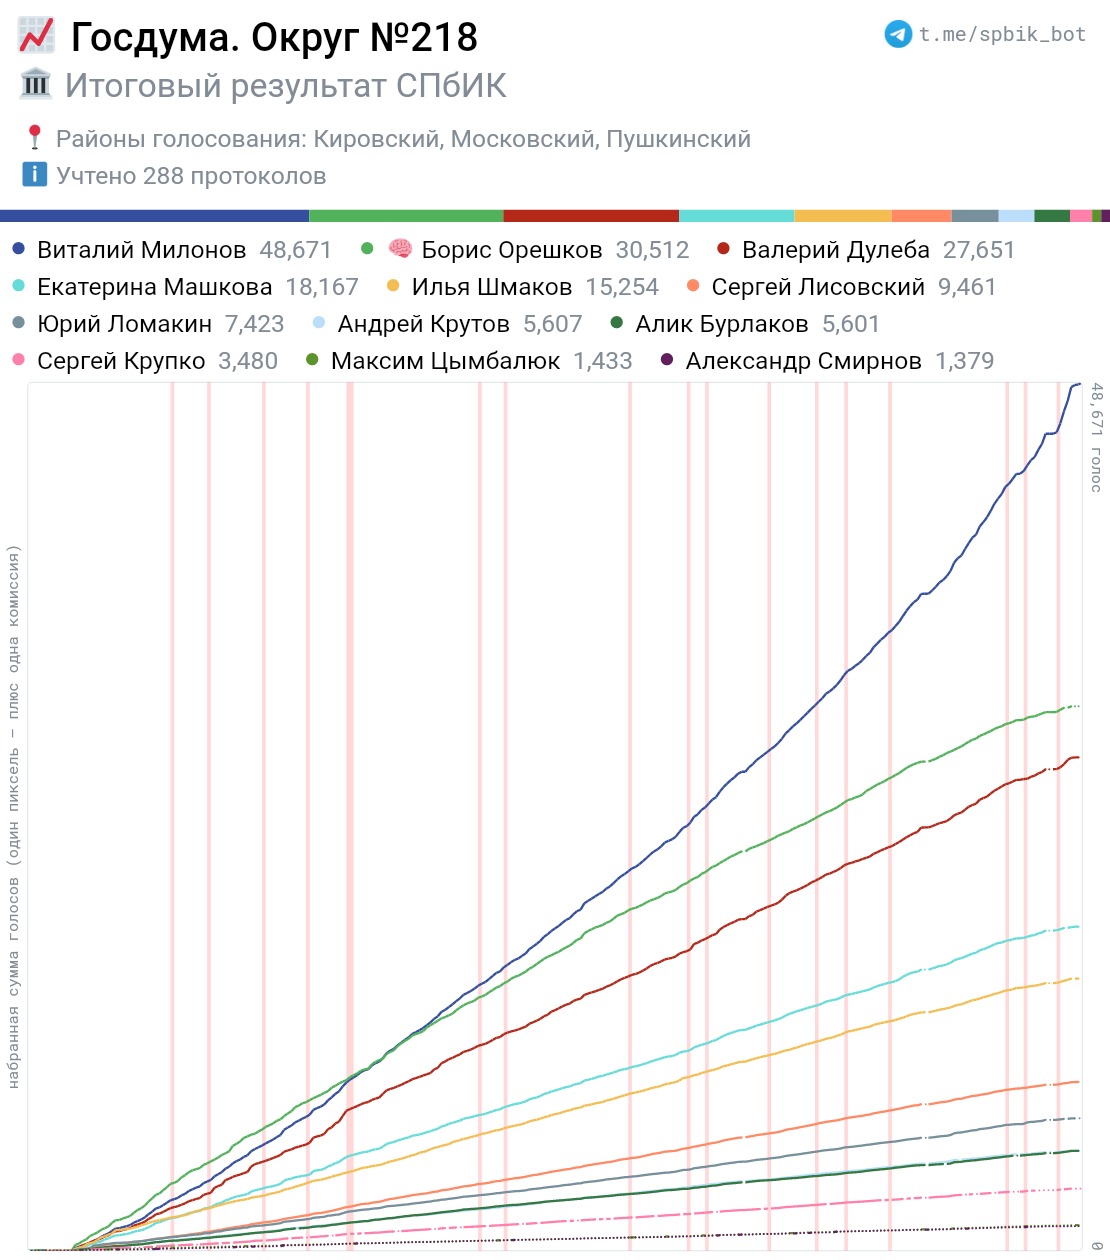 Госдума. Округ №218
t.me/spbik_bot
Итоговый результат СПбИК
Районы голосования: Кировский, Московский, Пушкинский
Учтено 288 протоколов
Виталий Милонов 48,671 Борис Орешков 30,512 Валерий Дулеба 27,651
Екатерина Машкова 18,167 Илья Шмаков 15,254 Сергей Лисовский 9,461
Юрий Ломакин 7,423 Андрей Крутов 5,607 Алик Бурлаков 5,601
Сергей Крупко 3,480 Максим Цымбалюк 1,433 Александр Смирнов 1,379
набранная сумма голосов (один пиксель — плюс одна комиссия)
48,671 голос
0